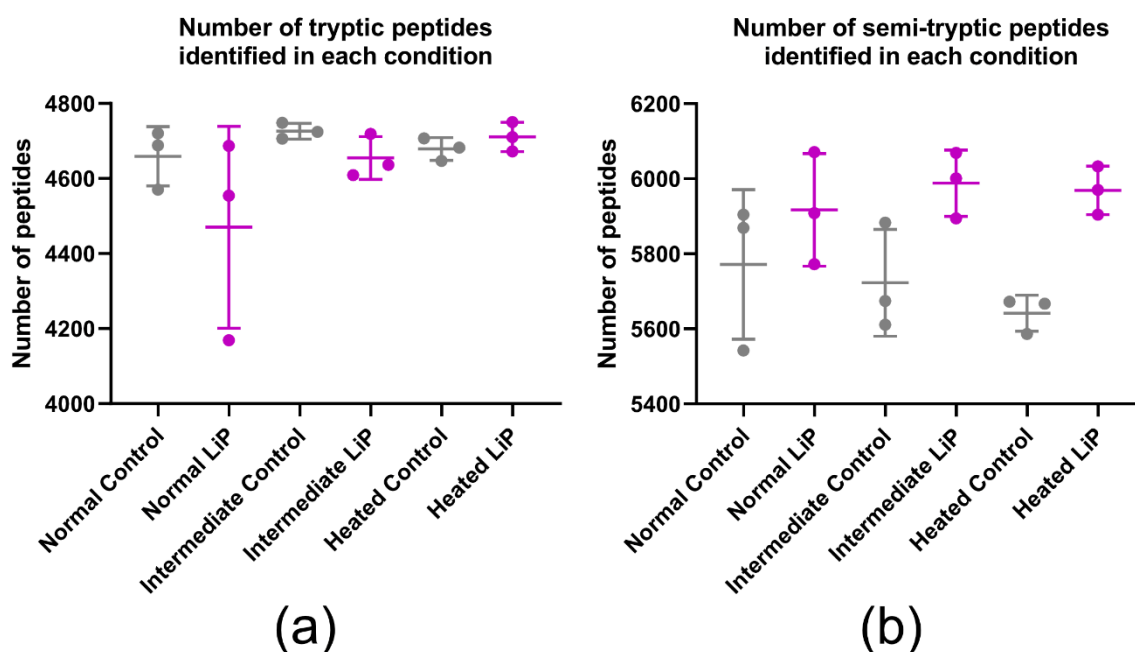 Number of tryptic peptides
identified in each condition
Number of peptides
4800
4600
4400
4200
4000
Normal Control
Normal LiP
Intermediate Control
Intermediate LiP
Heated Control
Heated LiP
(a)
Number of semi-tryptic peptides
identified in each condition
Number of peptides
6200
6000
5800
5600
5400
Normal Control
Normal LiP
Intermediate Control
Intermediate LiP
Heated Control
Heated LiP
(b)